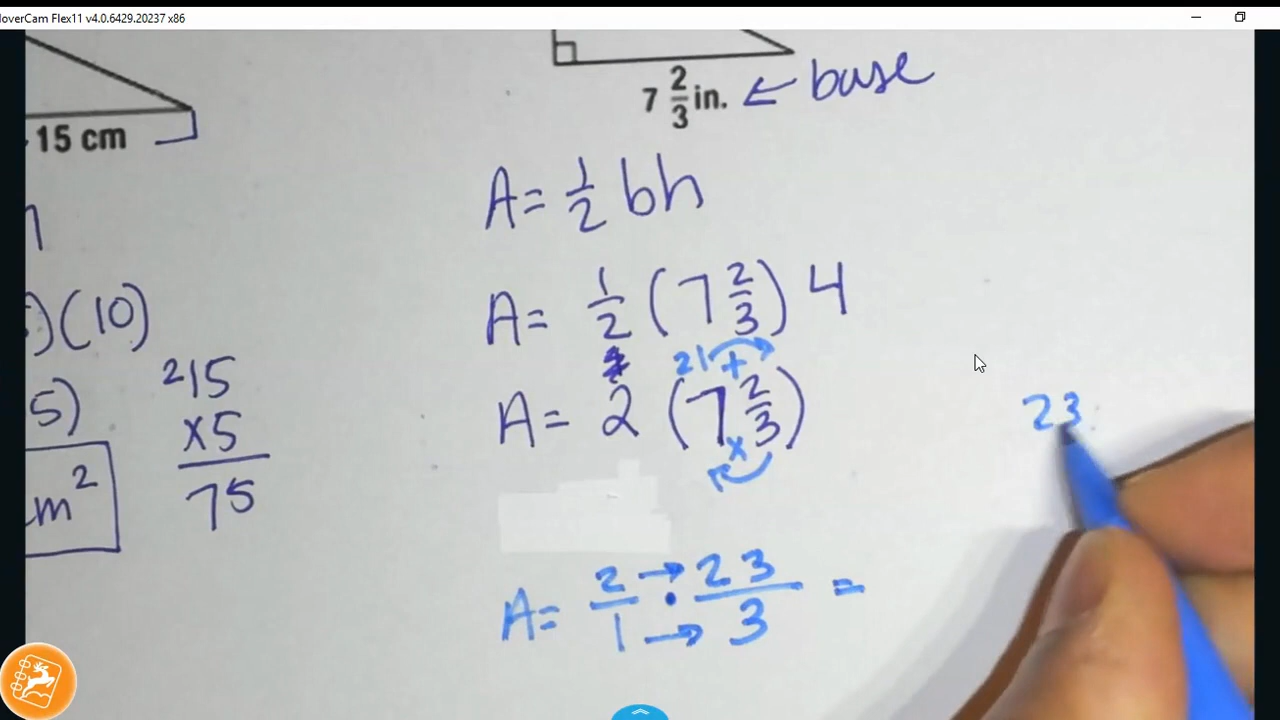 loverCam Flex11 v4.0.6429.20237 x86
15 cm
)(10)
5)
m²
215
x5
75
7 2/3 in. ← base
A = 1/2 bh
A = 1/2 (7 2/3) 4
21 +
A = 2 (7 2/3)
x
A = 2/1 → · → 23/3 =
23